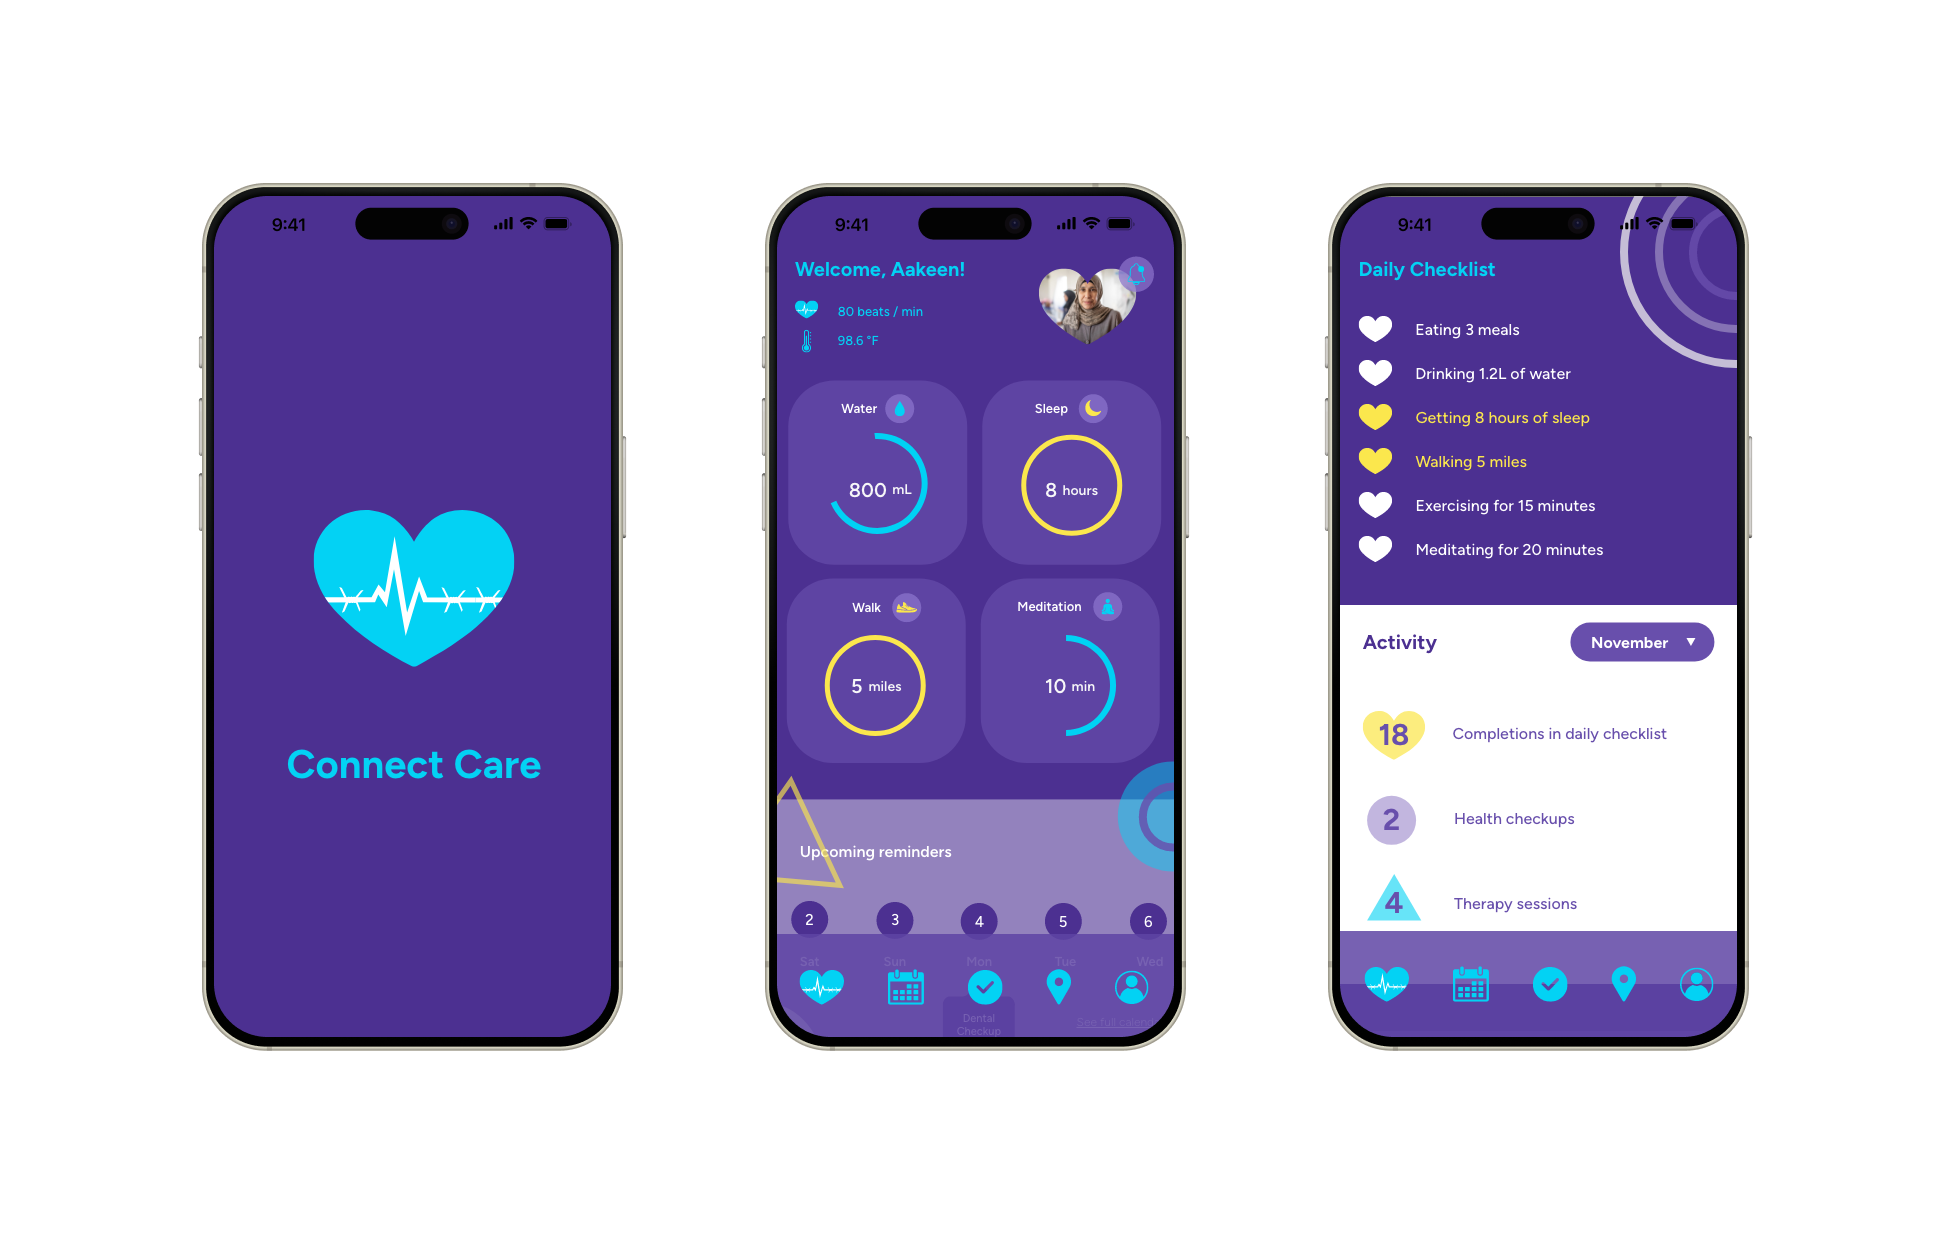 9:41
Connect Care
9:41
Welcome, Aakeen!
80 beats / min
98.6 °F
Water
800 mL
Sleep
8 hours
Walk
5 miles
Meditation
10 min
Upcoming reminders
2 3 4 5 6
Sat Sun Mon Tue Wed
Dental
Checkup
See full calend
9:41
Daily Checklist
Eating 3 meals
Drinking 1.2L of water
Getting 8 hours of sleep
Walking 5 miles
Exercising for 15 minutes
Meditating for 20 minutes
Activity
November
18 Completions in daily checklist
2 Health checkups
4 Therapy sessions